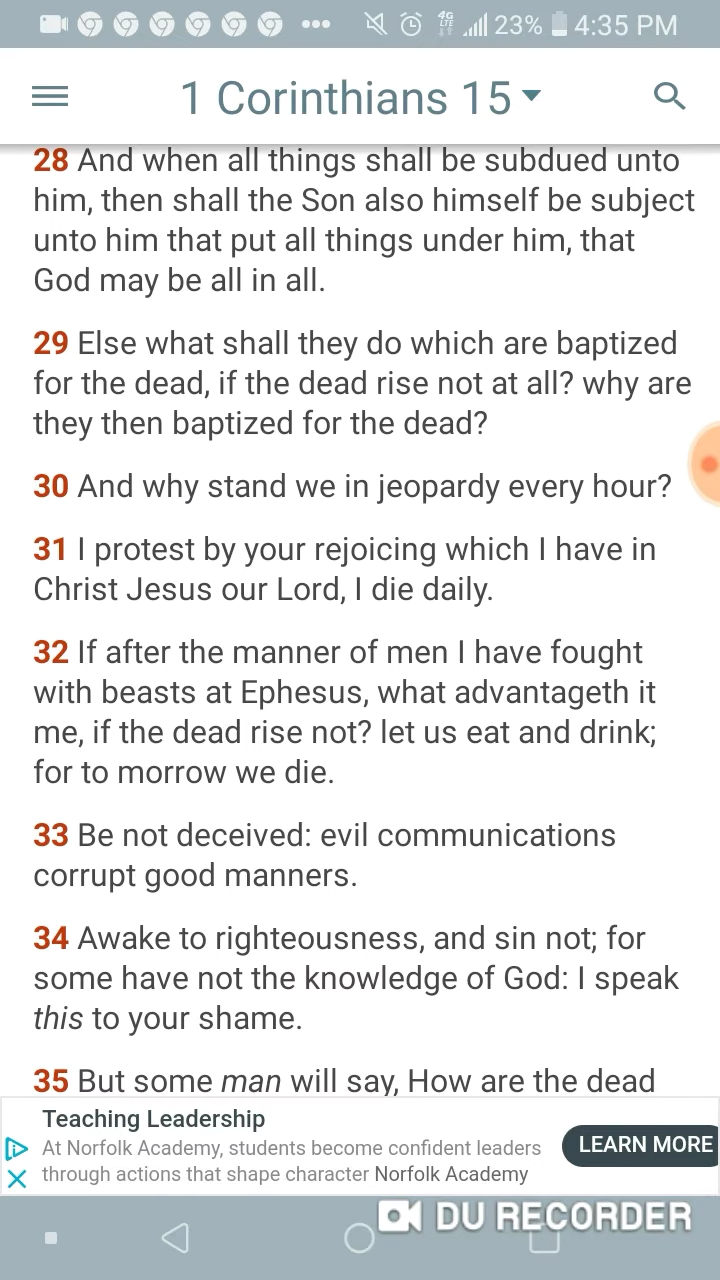 4G
LTE
23%
4:35 PM
1 Corinthians 15
28 And when all things shall be subdued unto
him, then shall the Son also himself be subject
unto him that put all things under him, that
God may be all in all.
29 Else what shall they do which are baptized
for the dead, if the dead rise not at all? why are
they then baptized for the dead?
30 And why stand we in jeopardy every hour?
31 I protest by your rejoicing which I have in
Christ Jesus our Lord, I die daily.
32 If after the manner of men I have fought
with beasts at Ephesus, what advantageth it
me, if the dead rise not? let us eat and drink;
for to morrow we die.
33 Be not deceived: evil communications
corrupt good manners.
34 Awake to righteousness, and sin not; for
some have not the knowledge of God: I speak
this to your shame.
35 But some man will say, How are the dead
Teaching Leadership
At Norfolk Academy, students become confident leaders
through actions that shape character Norfolk Academy
LEARN MORE
DU RECORDER